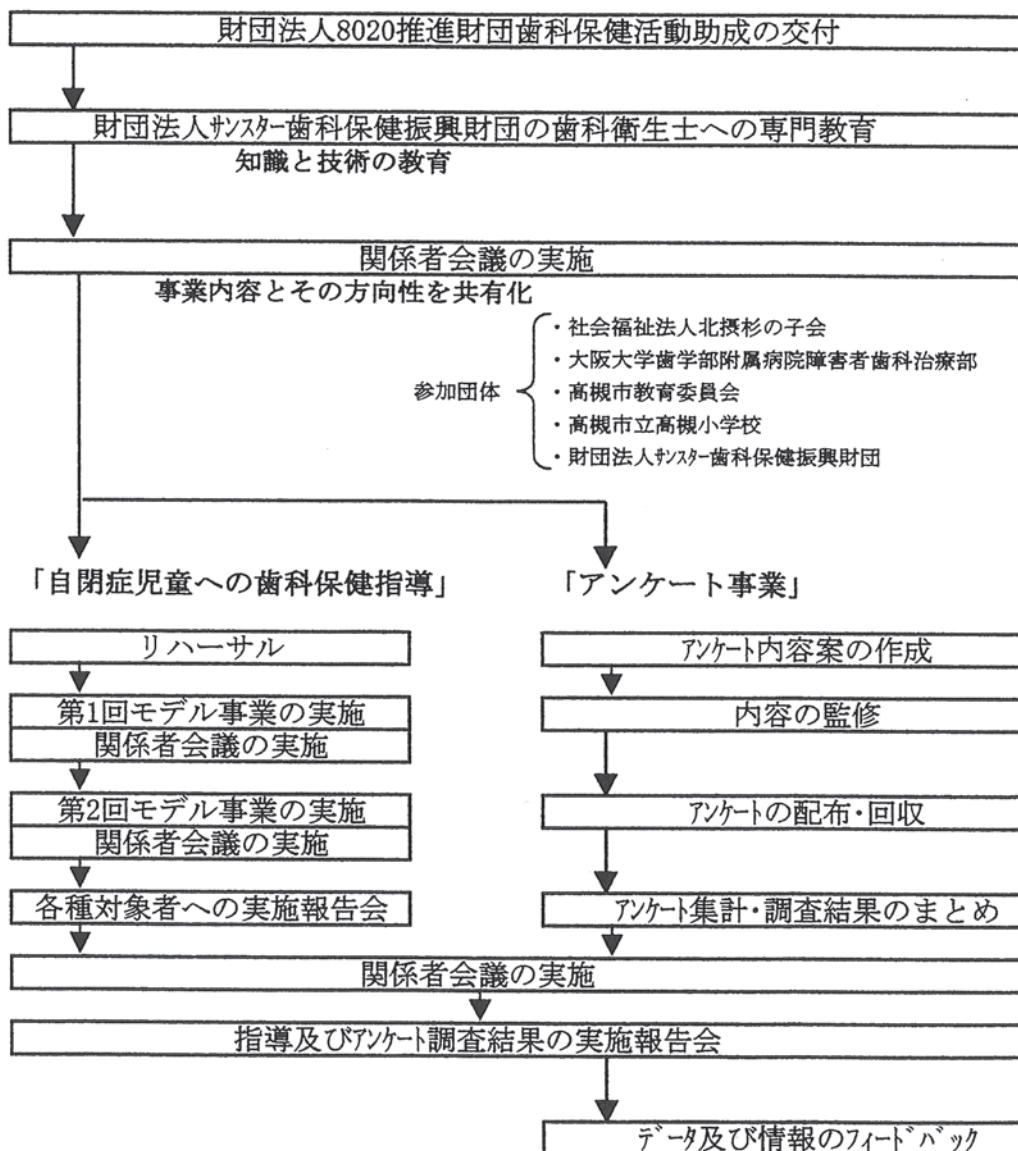 財団法人8020推進財団歯科保健活動助成の交付
財団法人ｻﾝｽﾀｰ歯科保健振興財団の歯科衛生士への専門教育
知識と技術の教育
関係者会議の実施
事業内容とその方向性を共有化
参加団体
・社会福祉法人北摂杉の子会
・大阪大学歯学部附属病院障害者歯科治療部
・高槻市教育委員会
・高槻市立高槻小学校
・財団法人ｻﾝｽﾀｰ歯科保健振興財団
「自閉症児童への歯科保健指導」
リハーサル
第1回モデル事業の実施
関係者会議の実施
第2回モデル事業の実施
関係者会議の実施
各種対象者への実施報告会
「アンケート事業」
ｱﾝｹｰﾄ内容案の作成
内容の監修
ｱﾝｹｰﾄの配布・回収
ｱﾝｹｰﾄ集計・調査結果のまとめ
関係者会議の実施
指導及びｱﾝｹｰﾄ調査結果の実施報告会
ﾃﾞｰﾀ及び情報のﾌｨｰﾄﾞﾊﾞｯｸ